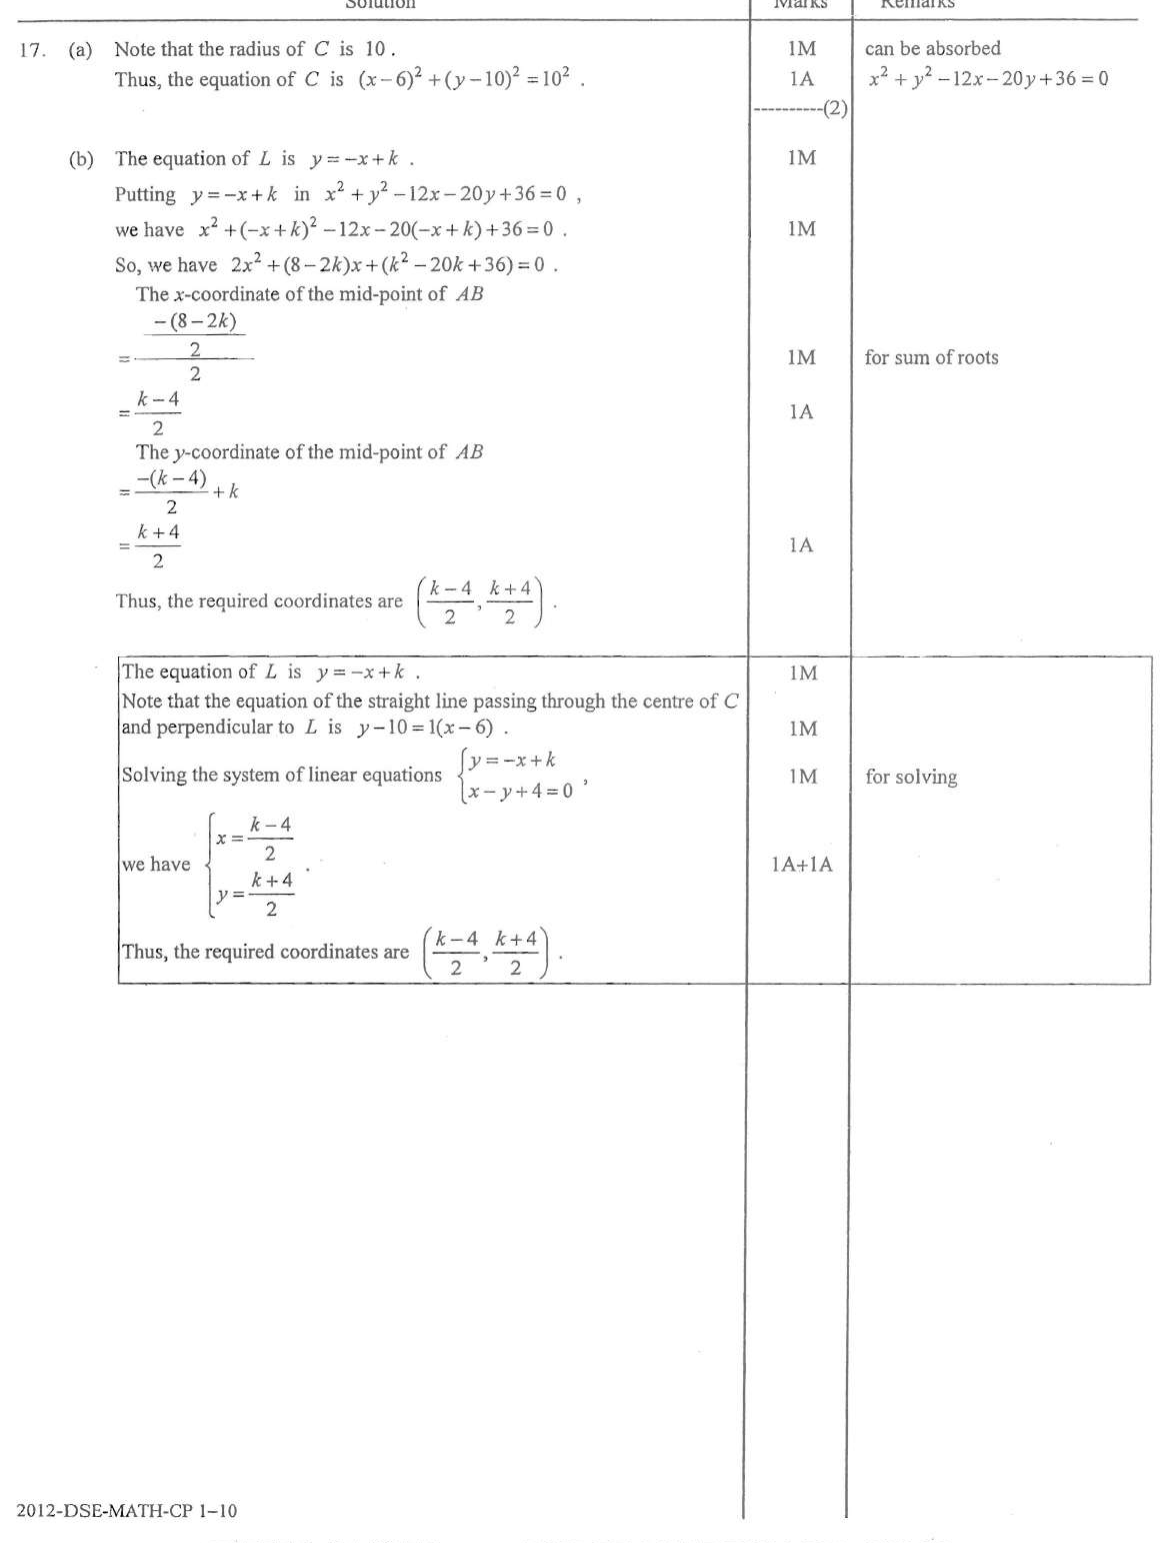 Solution Marks Remarks
17. (a) Note that the radius of C is 10 . 1M can be absorbed
Thus, the equation of C is (x−6)² + (y−10)² = 10² . 1A x² + y² −12x−20y+36 = 0
----------(2)
(b) The equation of L is y = −x + k . 1M
Putting y = −x + k in x² + y² −12x−20y+36 = 0 ,
we have x² + (−x + k)² −12x−20(−x + k)+36 = 0 . 1M
So, we have 2x² + (8−2k)x + (k² −20k +36) = 0 .
The x-coordinate of the mid-point of AB
−(8−2k)
2
= 1M for sum of roots
2
k−4
= 1A
2
The y-coordinate of the mid-point of AB
−(k−4)
= + k
2
k+4
= 1A
2
Thus, the required coordinates are ((k−4)/2, (k+4)/2) .
The equation of L is y = −x + k . 1M
Note that the equation of the straight line passing through the centre of C
and perpendicular to L is y−10 = 1(x−6) . 1M
y = −x + k
Solving the system of linear equations { , 1M for solving
x − y + 4 = 0
x = (k−4)/2
we have { . 1A+1A
y = (k+4)/2
Thus, the required coordinates are ((k−4)/2, (k+4)/2) .
2012-DSE-MATH-CP 1−10